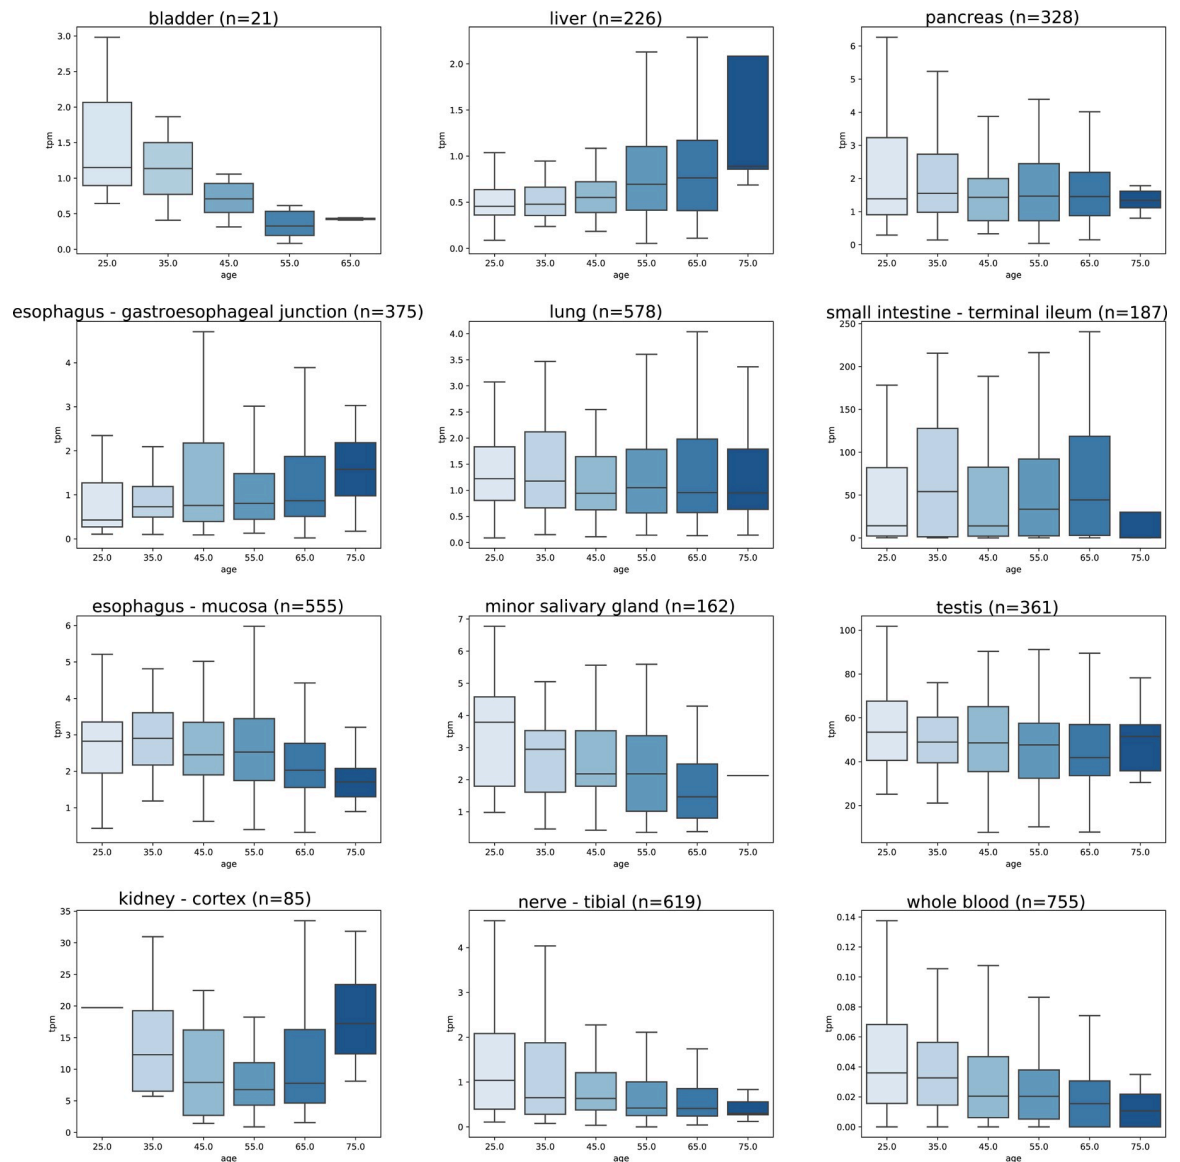 bladder (n=21)
3.0
2.5
2.0
1.5
1.0
0.5
0.0
tpm
25.0 35.0 45.0 55.0 65.0
age
liver (n=226)
2.0
1.5
1.0
0.5
0.0
tpm
25.0 35.0 45.0 55.0 65.0 75.0
age
pancreas (n=328)
6
5
4
3
2
1
0
tpm
25.0 35.0 45.0 55.0 65.0 75.0
age
esophagus - gastroesophageal junction (n=375)
4
3
2
1
0
tpm
25.0 35.0 45.0 55.0 65.0 75.0
age
lung (n=578)
4.0
3.5
3.0
2.5
2.0
1.5
1.0
0.5
0.0
tpm
25.0 35.0 45.0 55.0 65.0 75.0
age
small intestine - terminal ileum (n=187)
250
200
150
100
50
0
tpm
25.0 35.0 45.0 55.0 65.0 75.0
age
esophagus - mucosa (n=555)
6
5
4
3
2
1
tpm
25.0 35.0 45.0 55.0 65.0 75.0
age
minor salivary gland (n=162)
7
6
5
4
3
2
1
tpm
25.0 35.0 45.0 55.0 65.0 75.0
age
testis (n=361)
100
80
60
40
20
tpm
25.0 35.0 45.0 55.0 65.0 75.0
age
kidney - cortex (n=85)
35
30
25
20
15
10
5
0
tpm
25.0 35.0 45.0 55.0 65.0 75.0
age
nerve - tibial (n=619)
4
3
2
1
0
tpm
25.0 35.0 45.0 55.0 65.0 75.0
age
whole blood (n=755)
0.14
0.12
0.10
0.08
0.06
0.04
0.02
0.00
tpm
25.0 35.0 45.0 55.0 65.0 75.0
age